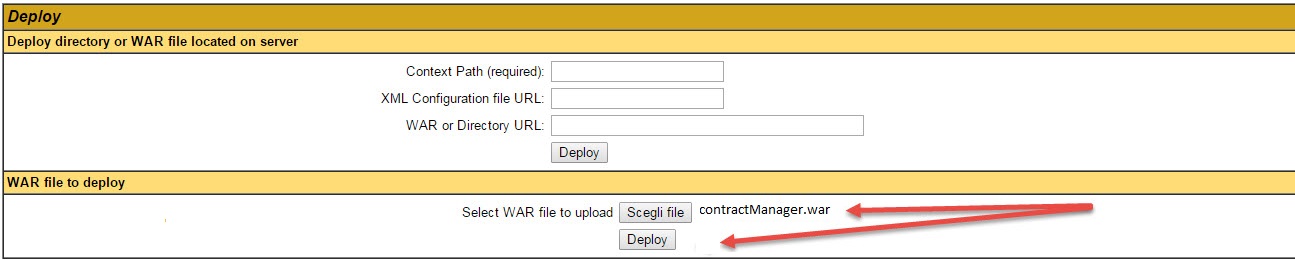 Deploy
Deploy directory or WAR file located on server
Context Path (required):
XML Configuration file URL:
WAR or Directory URL:
Deploy
WAR file to deploy
Select WAR file to upload Scegli file contractManager.war
Deploy